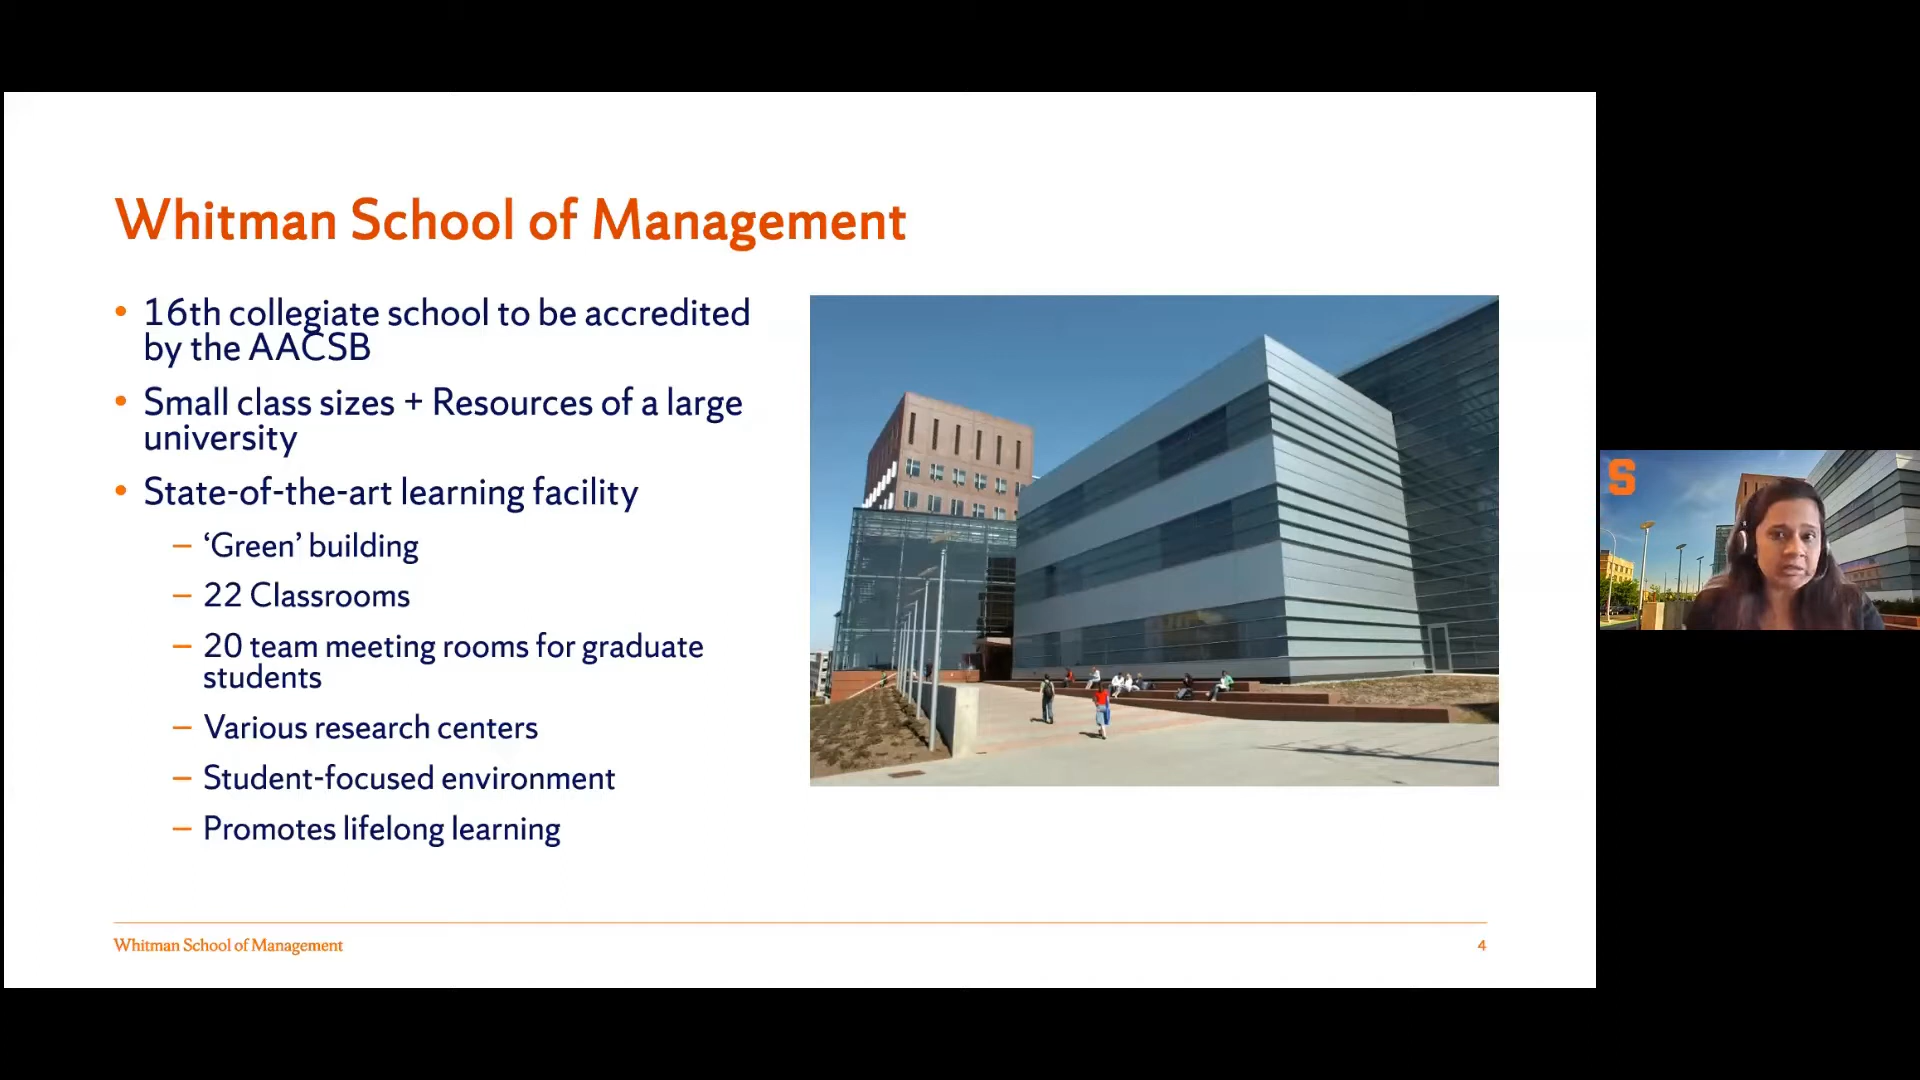 Whitman School of Management
• 16th collegiate school to be accredited
by the AACSB
• Small class sizes + Resources of a large
university
• State-of-the-art learning facility
– ‘Green’ building
– 22 Classrooms
– 20 team meeting rooms for graduate
students
– Various research centers
– Student-focused environment
– Promotes lifelong learning
S
Whitman School of Management
4